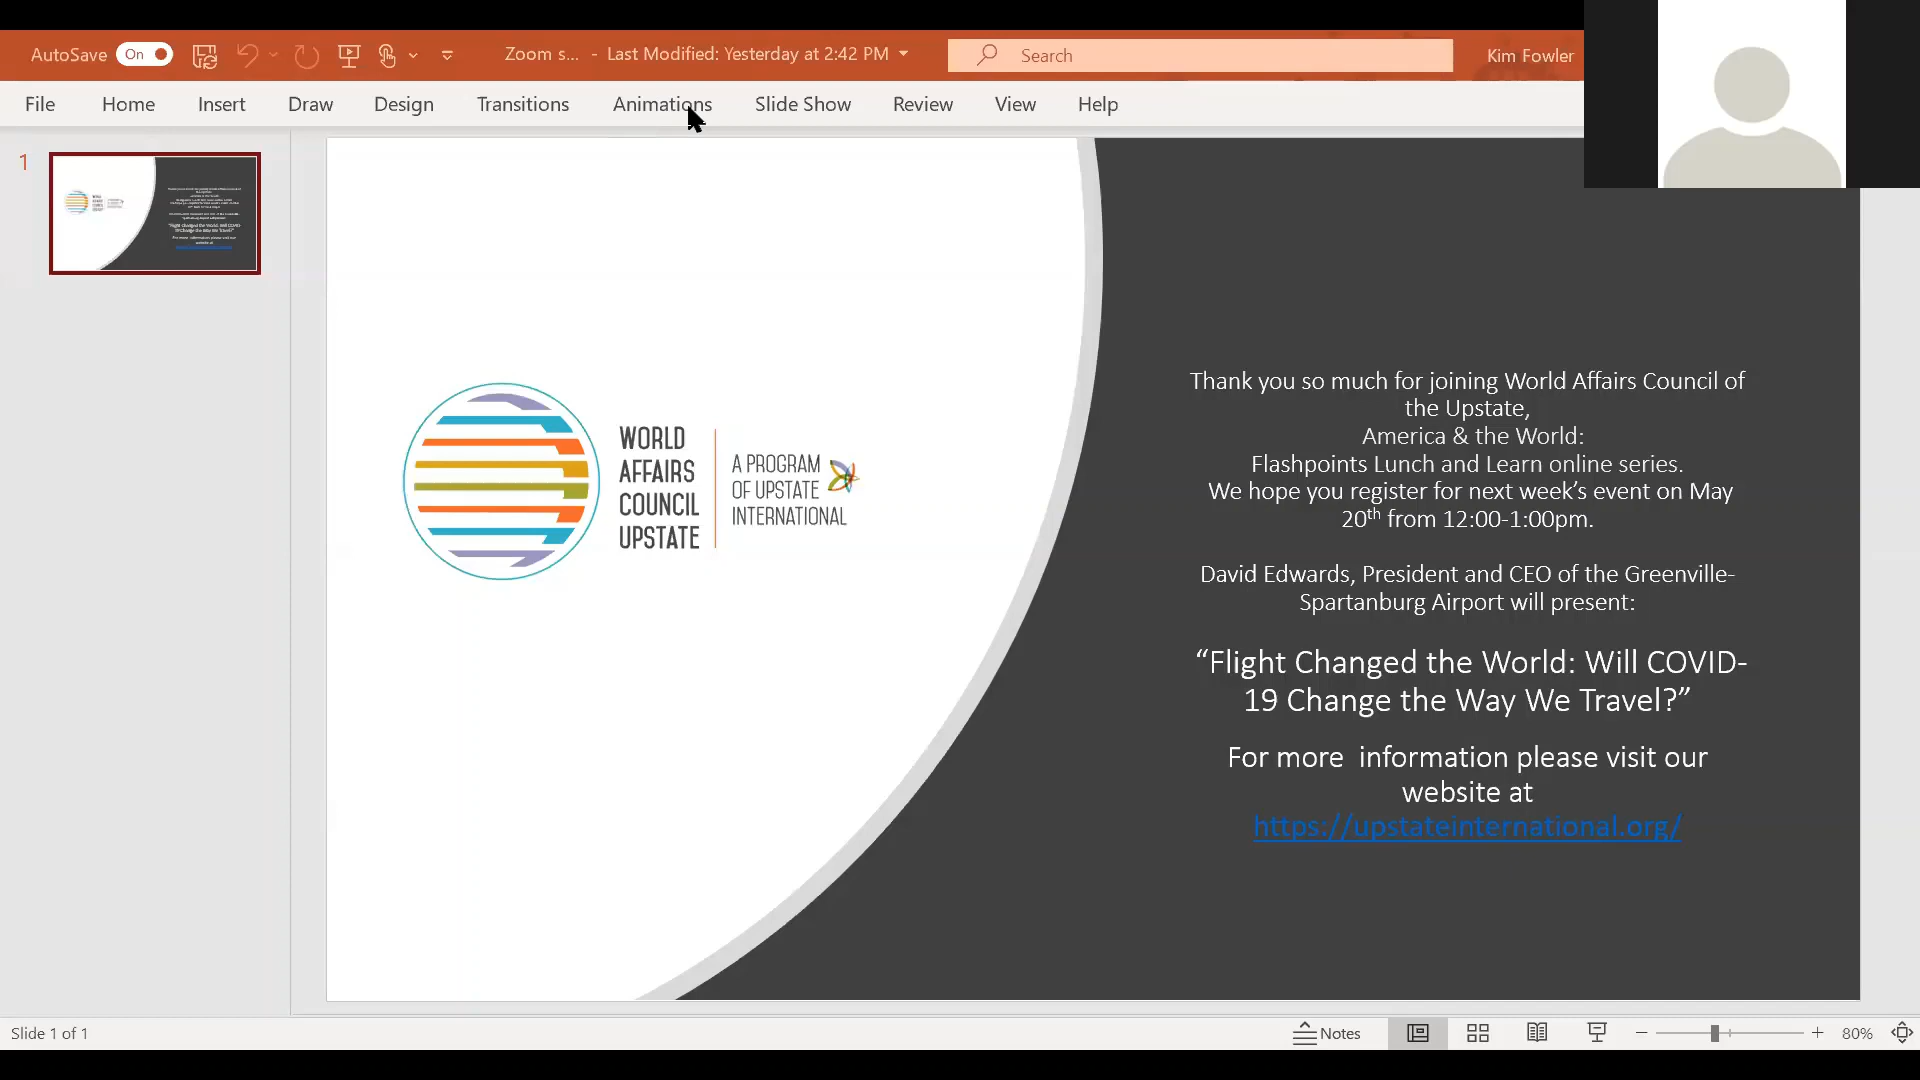 AutoSave On Zoom s... - Last Modified: Yesterday at 2:42 PM Search Kim Fowler
File Home Insert Draw Design Transitions Animations Slide Show Review View Help
1
WORLD
AFFAIRS
COUNCIL
UPSTATE
A PROGRAM
OF UPSTATE
INTERNATIONAL
Thank you so much for joining World Affairs Council of
the Upstate,
America & the World:
Flashpoints Lunch and Learn online series.
We hope you register for next week’s event on May
20th from 12:00-1:00pm.
David Edwards, President and CEO of the Greenville-
Spartanburg Airport will present:
“Flight Changed the World: Will COVID-
19 Change the Way We Travel?”
For more  information please visit our
website at
https://upstateinternational.org/
Slide 1 of 1 Notes 80%